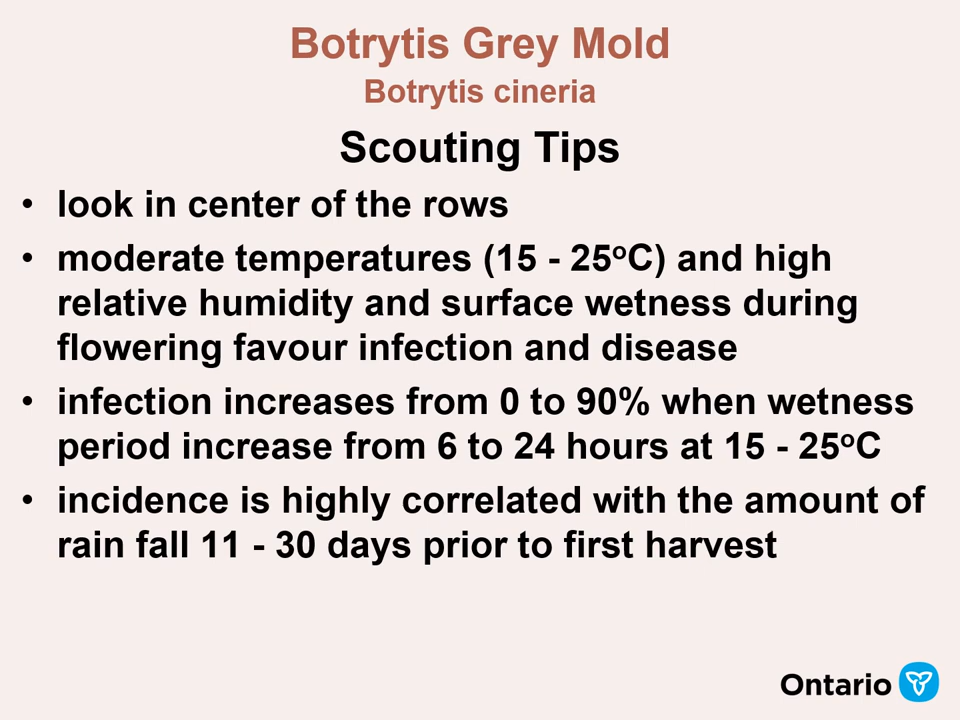 Botrytis Grey Mold
Botrytis cineria
Scouting Tips
• look in center of the rows
• moderate temperatures (15 - 25ºC) and high
relative humidity and surface wetness during
flowering favour infection and disease
• infection increases from 0 to 90% when wetness
period increase from 6 to 24 hours at 15 - 25ºC
• incidence is highly correlated with the amount of
rain fall 11 - 30 days prior to first harvest
Ontario